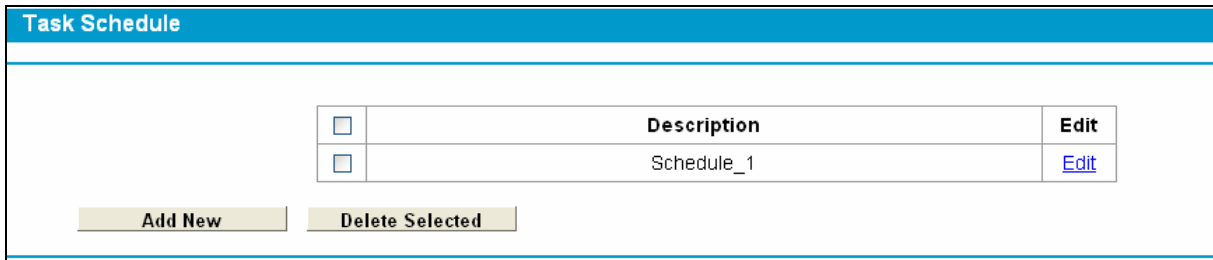 Task Schedule
Description Edit
Schedule_1 Edit
Add New Delete Selected